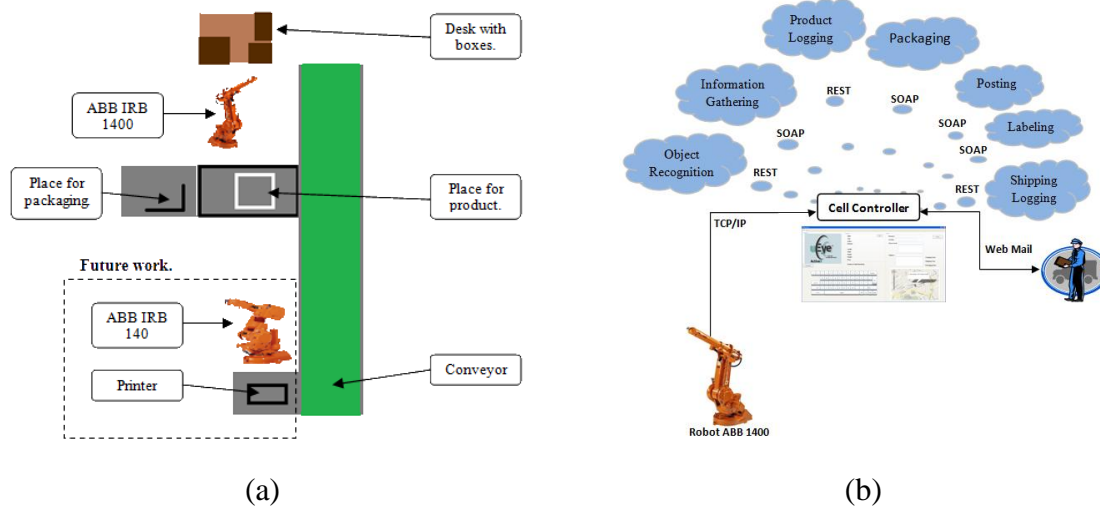 Desk with
boxes.
ABB IRB
1400
Place for
packaging.
Place for
product.
Future work.
ABB IRB
140
Printer
Conveyor
(a)
Product
Logging
Packaging
Information
Gathering
REST
SOAP
Posting
SOAP
Labeling
Object
Recognition
SOAP
SOAP
REST
REST
Shipping
Logging
Cell Controller
TCP/IP
Web Mail
Eye
Robot ABB 1400
(b)